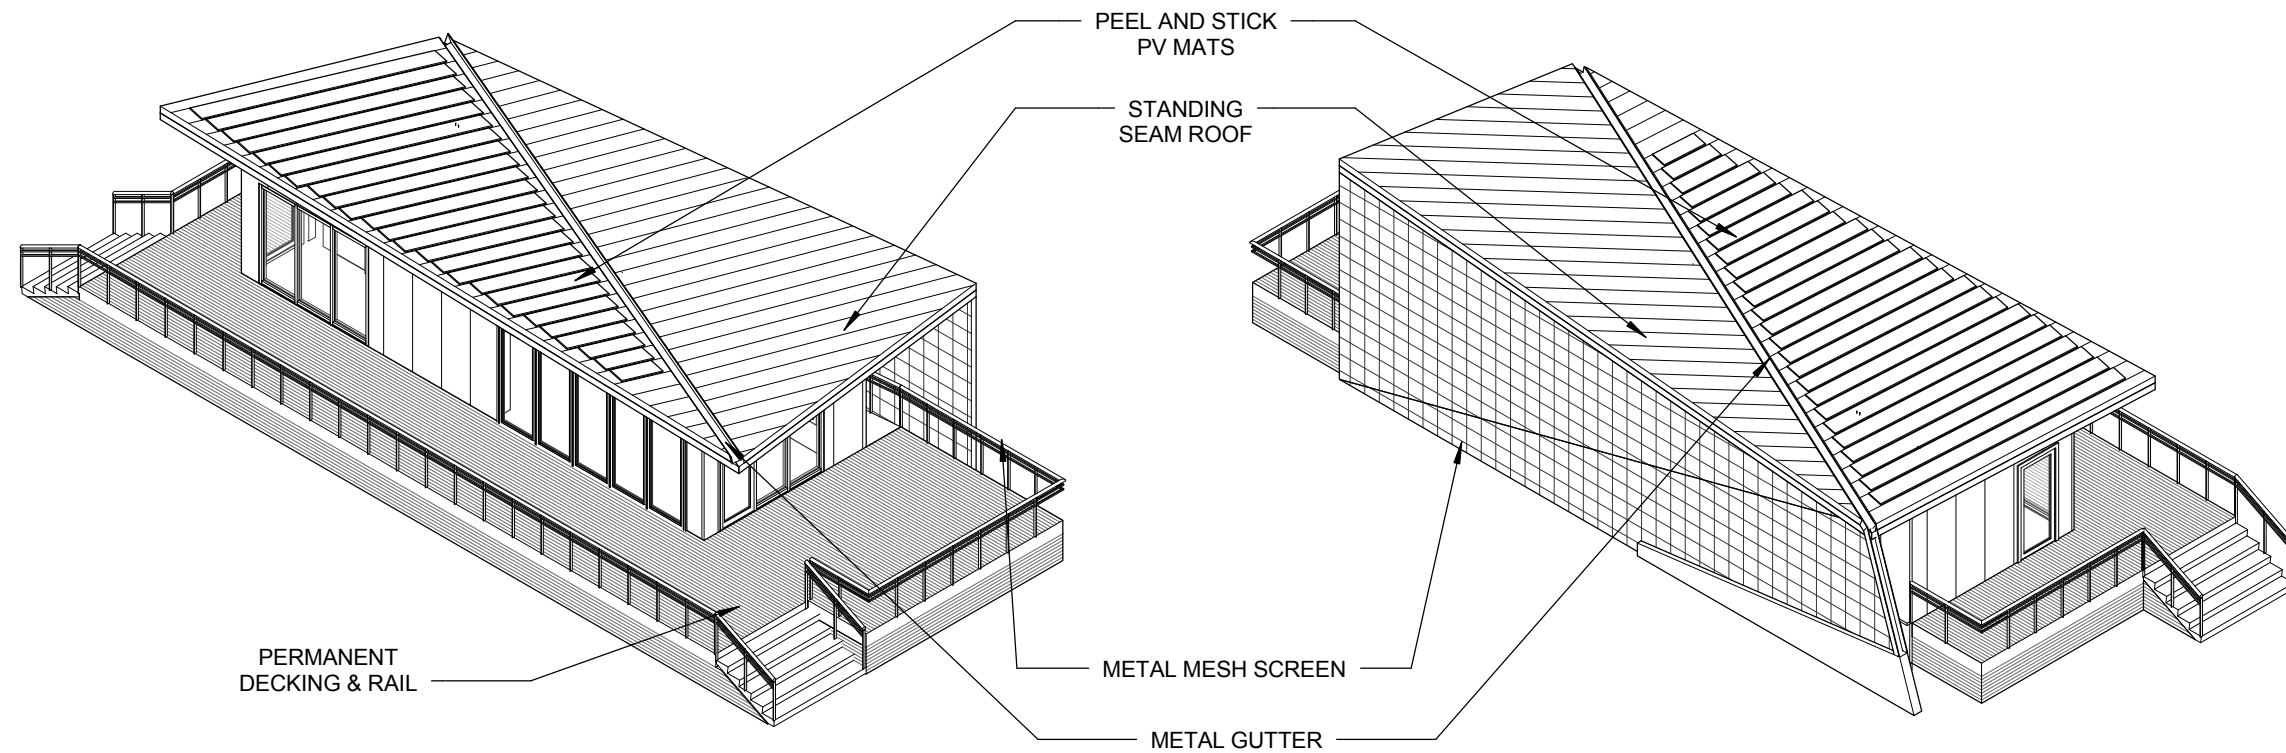 PEEL AND STICK
PV MATS
STANDING
SEAM ROOF
PERMANENT
DECKING & RAIL
METAL MESH SCREEN
METAL GUTTER